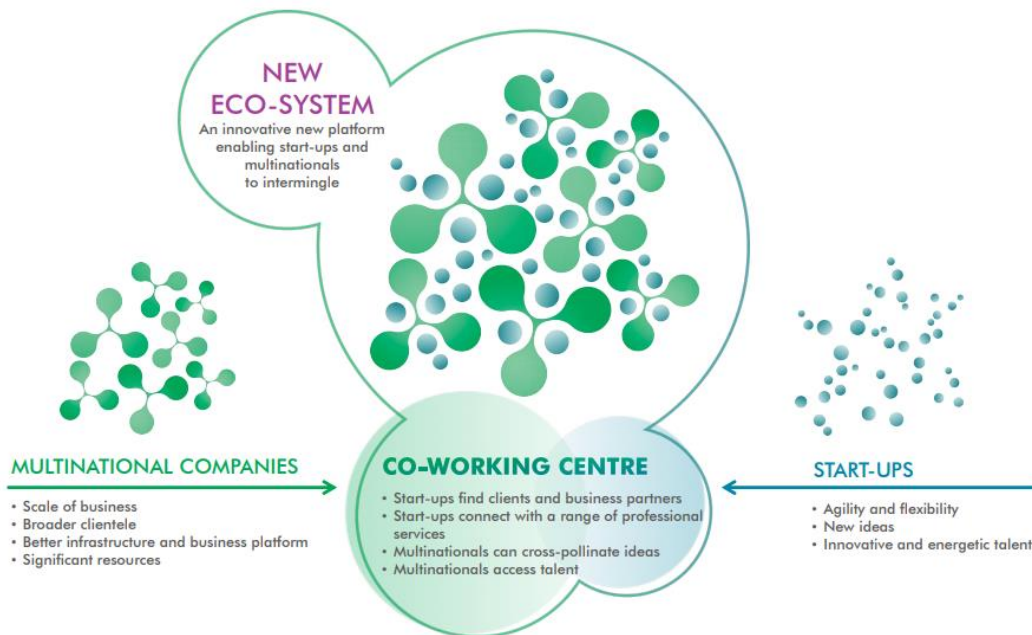 NEW
ECO-SYSTEM
An innovative new platform
enabling start-ups and
multinationals
to intermingle
MULTINATIONAL COMPANIES
• Scale of business
• Broader clientele
• Better infrastructure and business platform
• Significant resources
CO-WORKING CENTRE
• Start-ups find clients and business partners
• Start-ups connect with a range of professional
services
• Multinationals can cross-pollinate ideas
• Multinationals access talent
START-UPS
• Agility and flexibility
• New ideas
• Innovative and energetic talent